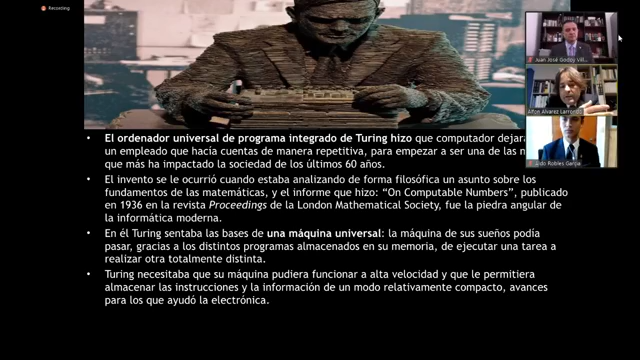 Recording
El ordenador universal de programa integrado de Turing hizo que computador dejara
un empleado que hacía cuentas de manera repetitiva, para empezar a ser una de las
que más ha impactado la sociedad de los últimos 60 años.
El invento se le ocurrió cuando estaba analizando de forma filosófica un asunto sobre los
fundamentos de las matemáticas, y el informe que hizo: “On Computable Numbers”, publicado
en 1936 en la revista Proceedings de la London Mathematical Society, fue la piedra angular de
la informática moderna.
En él Turing sentaba las bases de una máquina universal: la máquina de sus sueños podía
pasar, gracias a los distintos programas almacenados en su memoria, de ejecutar una tarea a
realizar otra totalmente distinta.
Turing necesitaba que su máquina pudiera funcionar a alta velocidad y que le permitiera
almacenar las instrucciones y la información de un modo relativamente compacto, avances
para los que ayudó la electrónica.
Juan José Godoy
Alvarez
Robles